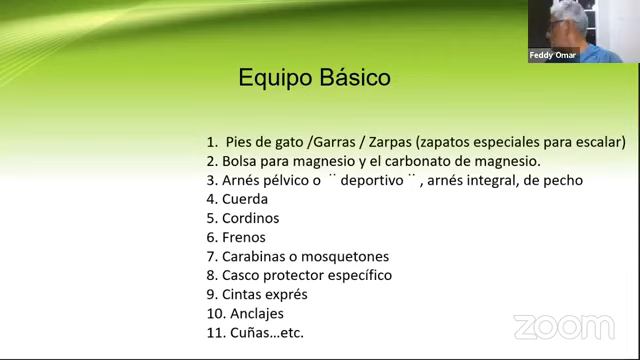 Feddy Omar
Equipo Básico
1. Pies de gato /Garras / Zarpas (zapatos especiales para escalar)
2. Bolsa para magnesio y el carbonato de magnesio.
3. Arnés pélvico o ¨ deportivo ¨ , arnés integral, de pecho
4. Cuerda
5. Cordinos
6. Frenos
7. Carabinas o mosquetones
8. Casco protector específico
9. Cintas exprés
10. Anclajes
11. Cuñas…etc.
zoom